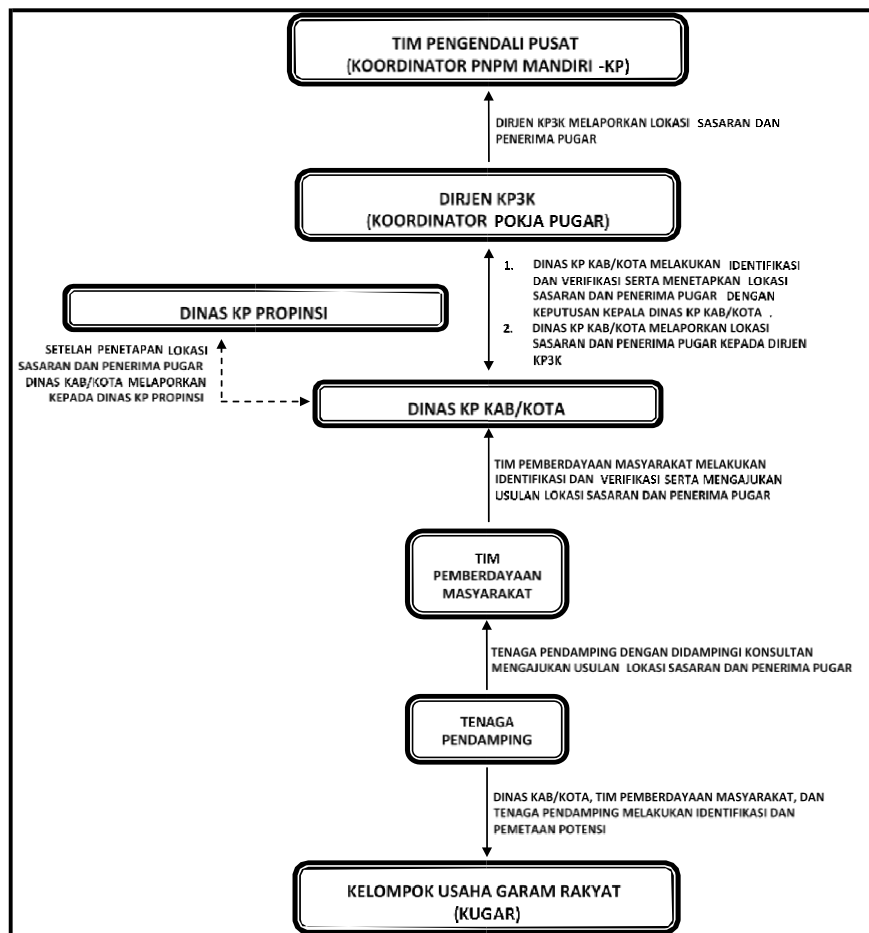 TIM PENGENDALI PUSAT
(KOORDINATOR PNPM MANDIRI -KP)
DIRJEN KP3K MELAPORKAN LOKASI SASARAN DAN
PENERIMA PUGAR
DIRJEN KP3K
(KOORDINATOR POKJA PUGAR)
1. DINAS KP KAB/KOTA MELAKUKAN IDENTIFIKASI
DAN VERIFIKASI SERTA MENETAPKAN LOKASI
SASARAN DAN PENERIMA PUGAR DENGAN
KEPUTUSAN KEPALA DINAS KP KAB/KOTA .
2. DINAS KP KAB/KOTA MELAPORKAN LOKASI
SASARAN DAN PENERIMA PUGAR KEPADA DIRJEN
KP3K
DINAS KP PROPINSI
SETELAH PENETAPAN LOKASI
SASARAN DAN PENERIMA PUGAR
DINAS KAB/KOTA MELAPORKAN
KEPADA DINAS KP PROPINSI
DINAS KP KAB/KOTA
TIM PEMBERDAYAAN MASYARAKAT MELAKUKAN
IDENTIFIKASI DAN VERIFIKASI SERTA MENGAJUKAN
USULAN LOKASI SASARAN DAN PENERIMA PUGAR
TIM
PEMBERDAYAAN
MASYARAKAT
TENAGA PENDAMPING DENGAN DIDAMPINGI KONSULTAN
MENGAJUKAN USULAN LOKASI SASARAN DAN PENERIMA PUGAR
TENAGA
PENDAMPING
DINAS KAB/KOTA, TIM PEMBERDAYAAN MASYARAKAT, DAN
TENAGA PENDAMPING MELAKUKAN IDENTIFIKASI DAN
PEMETAAN POTENSI
KELOMPOK USAHA GARAM RAKYAT
(KUGAR)